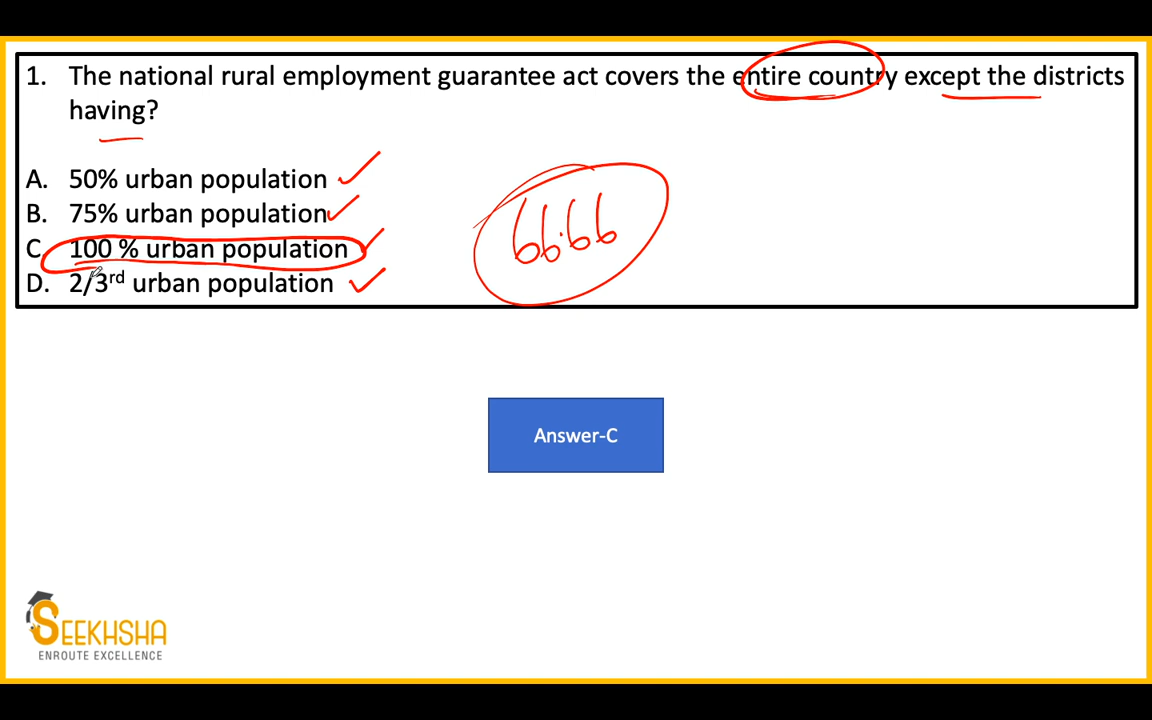 1. The national rural employment guarantee act covers the entire country except the districts
having?
A. 50% urban population
B. 75% urban population
C. 100 % urban population
D. 2/3rd urban population
66.66
Answer-C
SEEKHSHA
ENROUTE EXCELLENCE